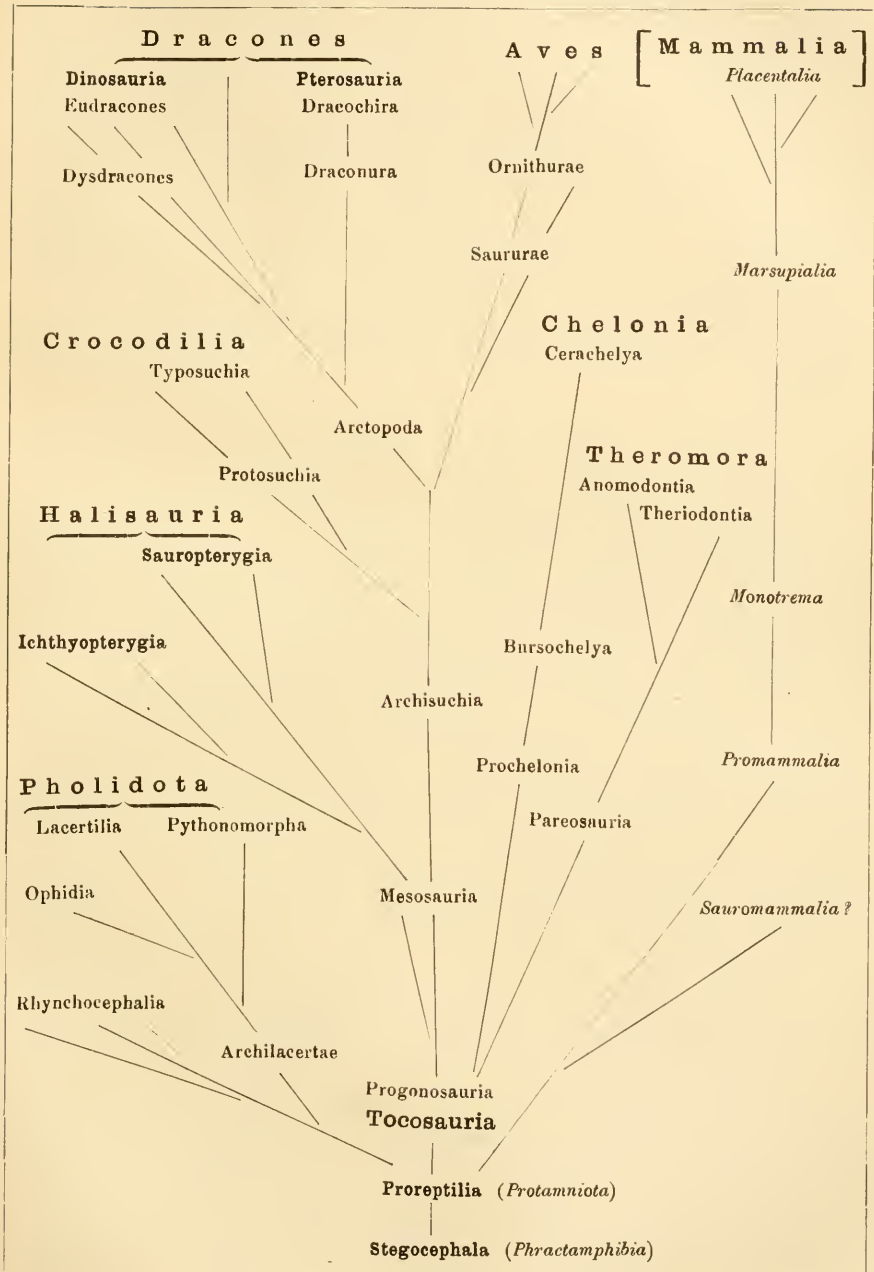 Dracones
Aves
[Mammalia]
Dinosauria
Pterosauria
Placentalia
Eudracones
Dracochira
Dysdracones
Draconura
Ornithurae
Saururae
Marsupialia
Chelonia
Crocodilia
Cerachelya
Typosuchia
Arctopoda
Theromora
Protosuchia
Anomodontia
Theriodontia
Halisauria
Sauropterygia
Monotrema
Ichthyopterygia
Bursochelya
Archisuchia
Prochelonia
Promammalia
Pholidota
Pareosauria
Lacertilia
Pythonomorpha
Ophidia
Mesosauria
Sauromammalia?
Rhynchocephalia
Archilacertae
Progonosauria
Tocosauria
Proreptilia (Protamniota)
Stegocephala (Phractamphibia)